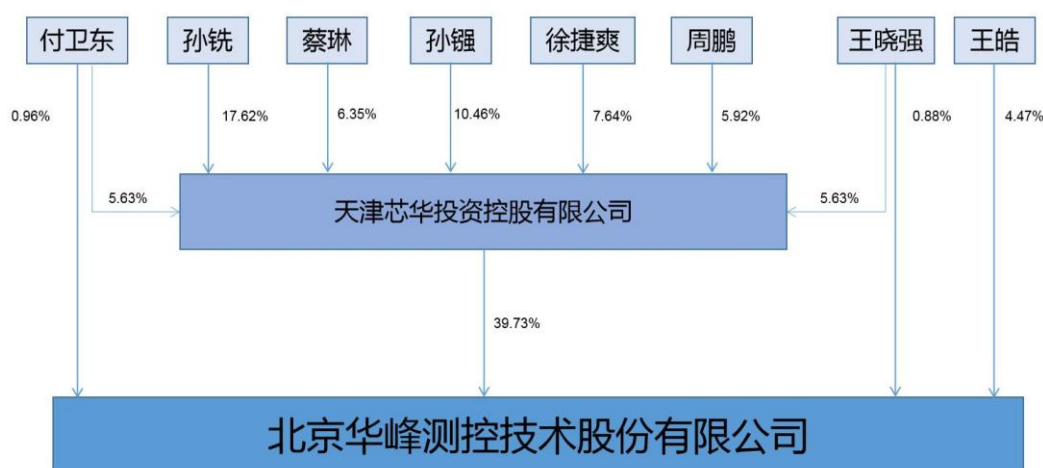 付卫东
孙铣
蔡琳
孙镪
徐捷爽
周鹏
王晓强
王皓
0.96%
17.62%
6.35%
10.46%
7.64%
5.92%
0.88%
4.47%
5.63%
天津芯华投资控股有限公司
5.63%
39.73%
北京华峰测控技术股份有限公司